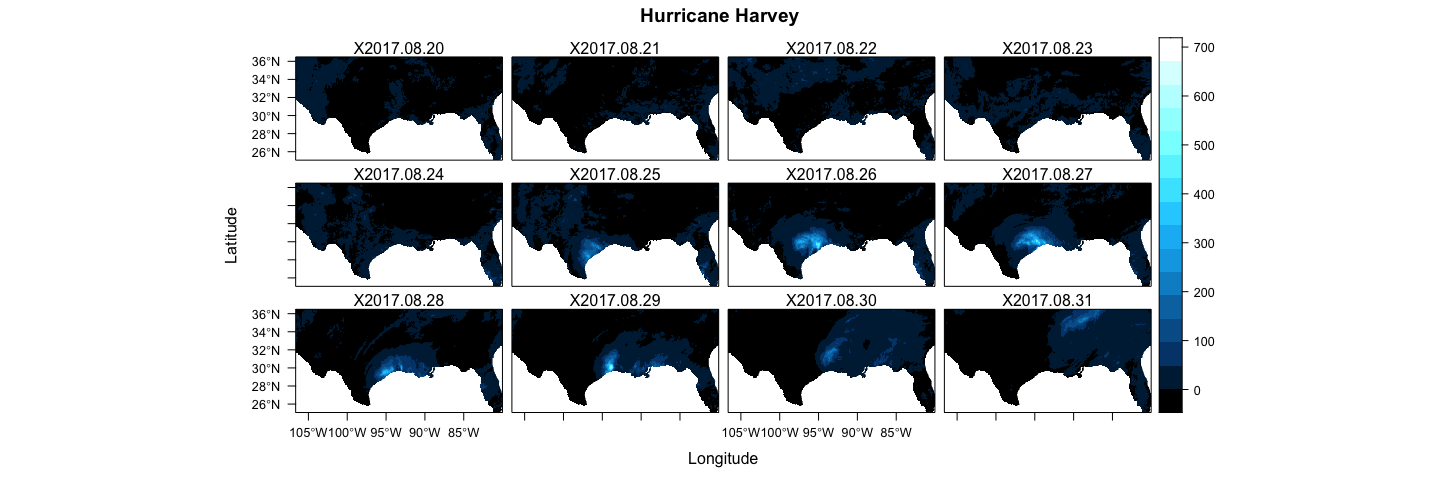 Hurricane Harvey
X2017.08.20 X2017.08.21 X2017.08.22 X2017.08.23
36°N
34°N
32°N
30°N
28°N
26°N
X2017.08.24 X2017.08.25 X2017.08.26 X2017.08.27
Latitude
X2017.08.28 X2017.08.29 X2017.08.30 X2017.08.31
36°N
34°N
32°N
30°N
28°N
26°N
105°W 100°W 95°W 90°W 85°W 105°W 100°W 95°W 90°W 85°W
Longitude
700
600
500
400
300
200
100
0